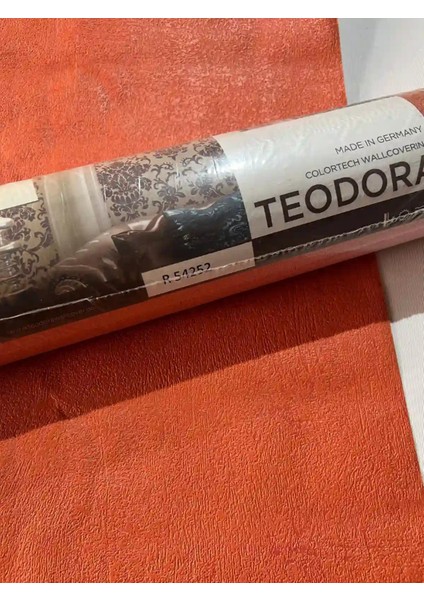 MADE IN GERMANY
COLORTECH WALLCOVERIN
TEODORA
R 54252